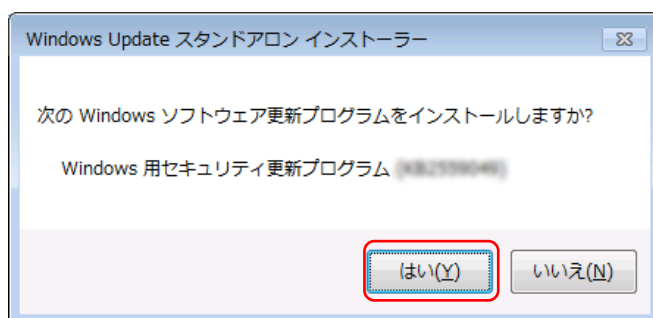 Windows Update スタンドアロン インストーラー
次の Windows ソフトウェア更新プログラムをインストールしますか?
Windows 用セキュリティ更新プログラム
はい(Y)
いいえ(N)